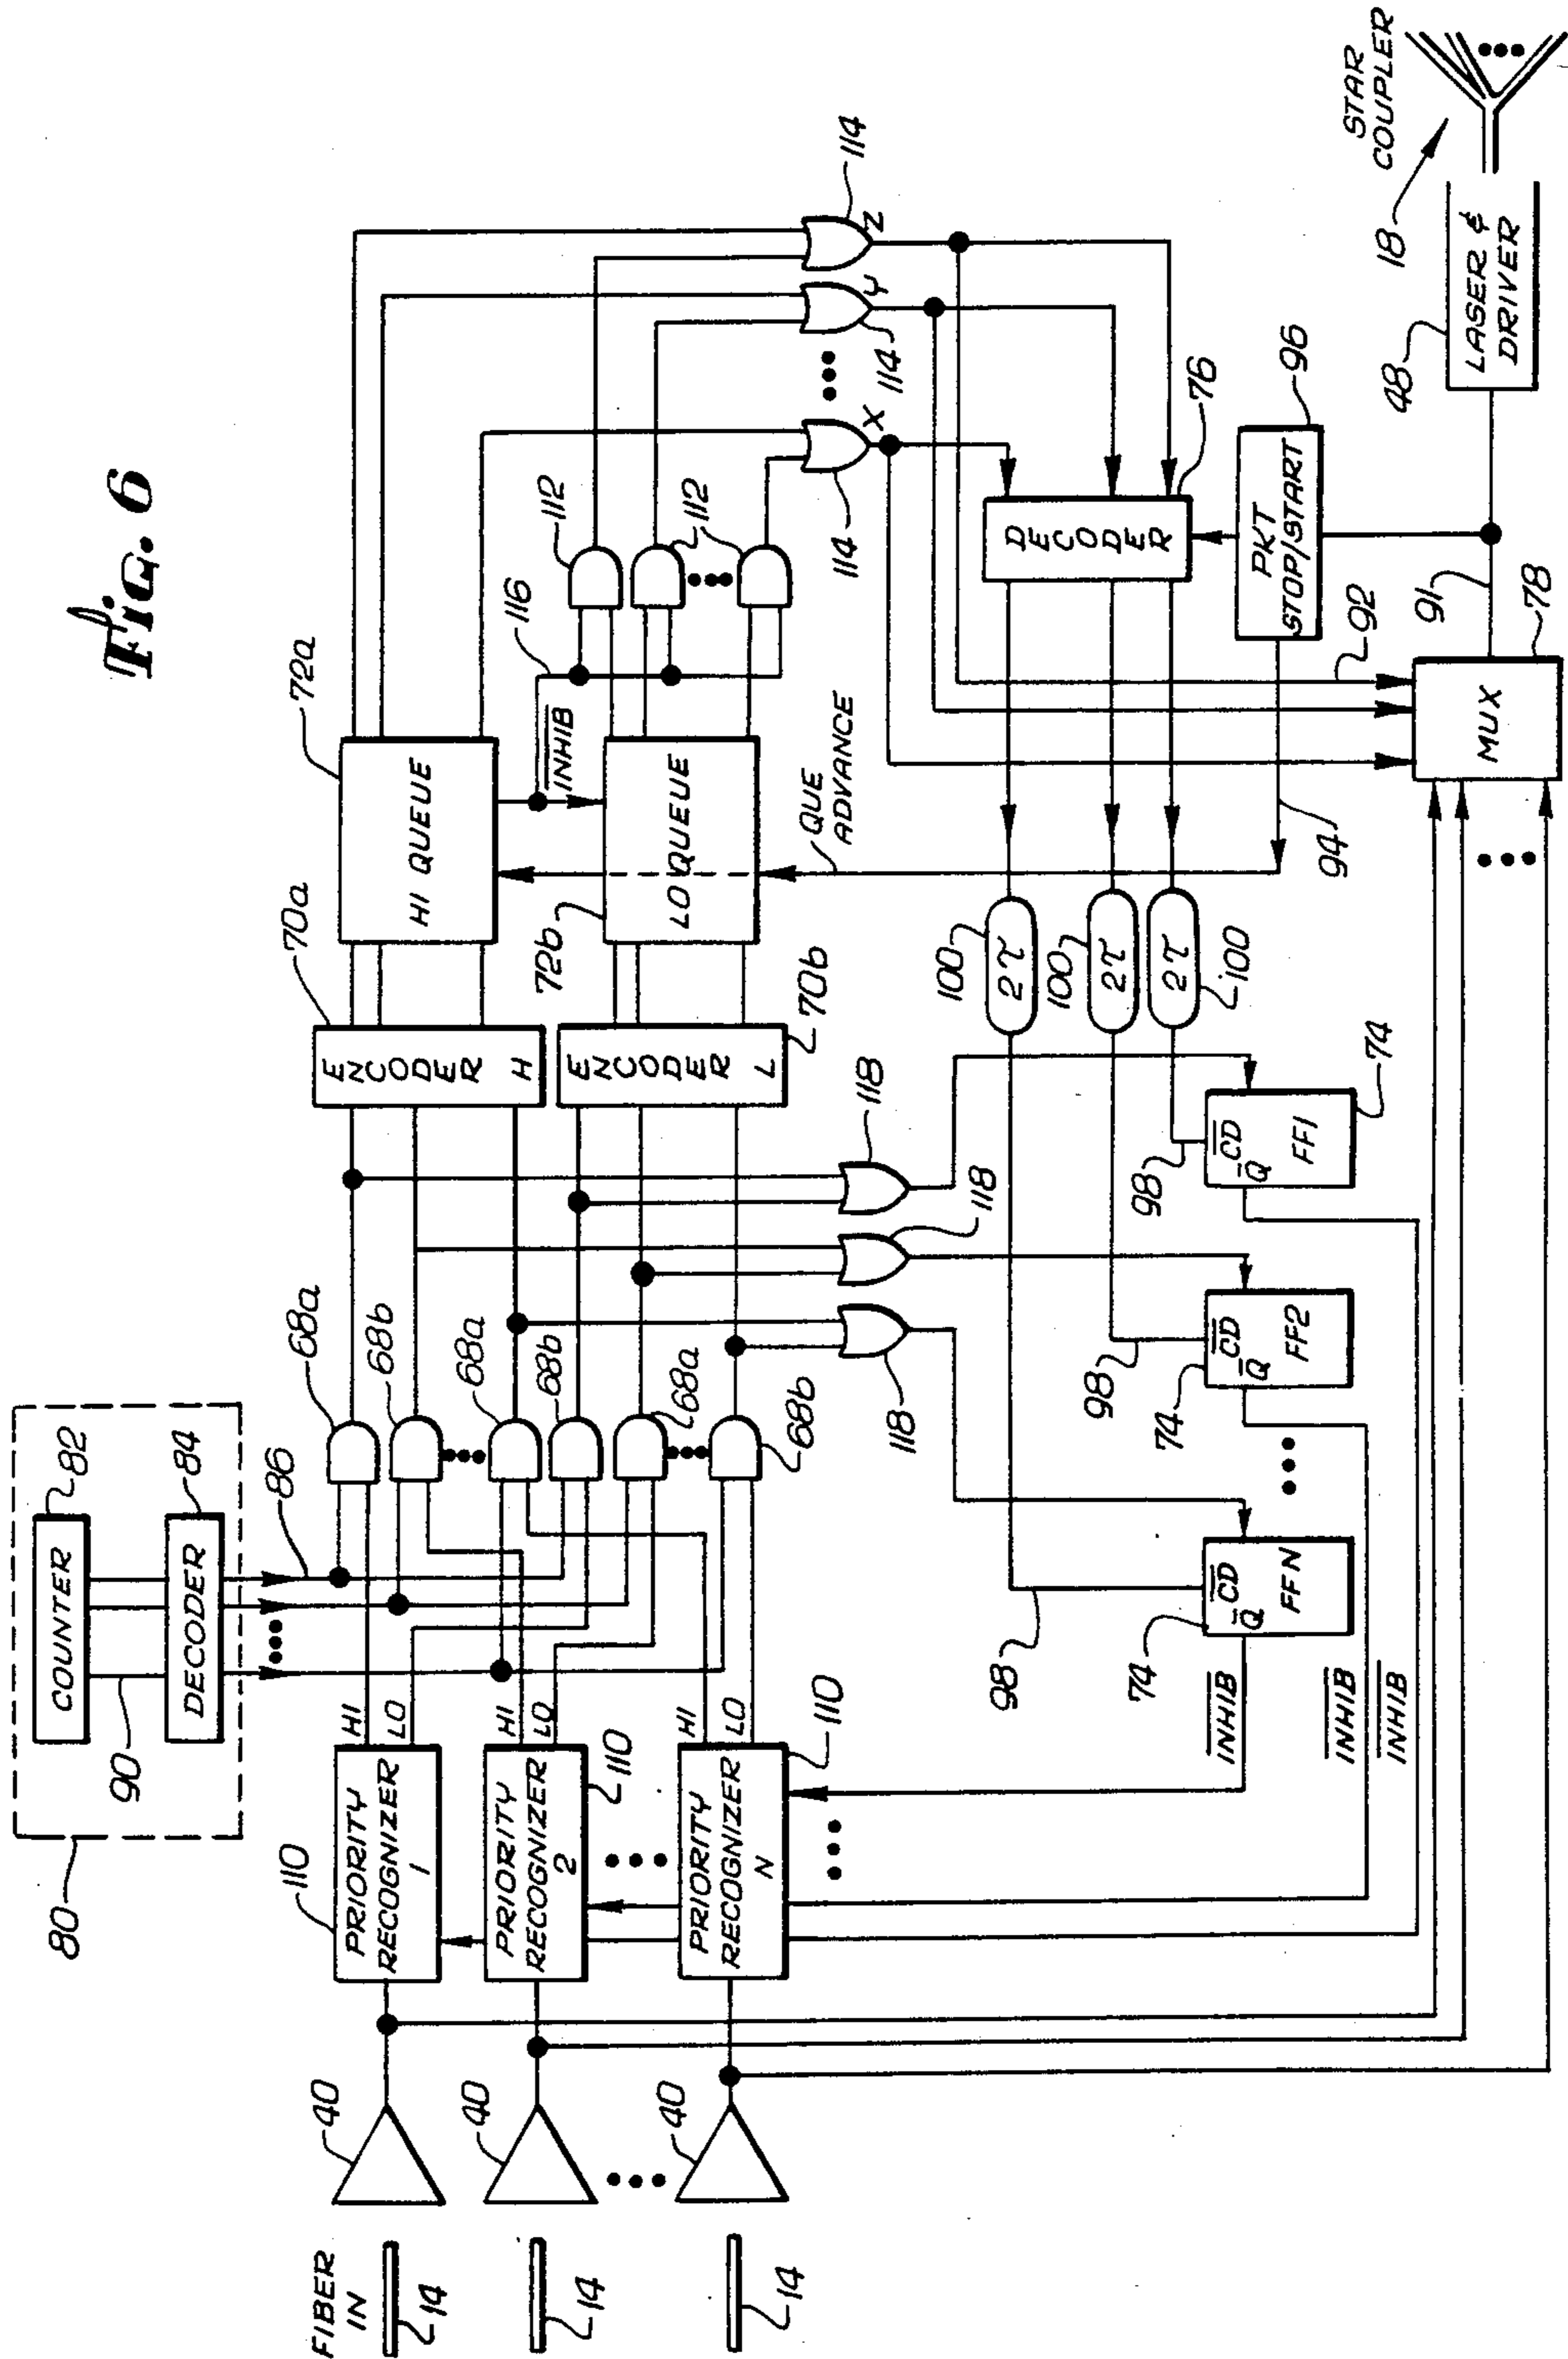 Fig. 6
80
82
COUNTER
90
84
DECODER
86
FIBER
IN
14
14
14
40
40
40
110
PRIORITY
RECOGNIZER
1
HI
LO
PRIORITY
RECOGNIZER
2
110
HI
LO
PRIORITY
RECOGNIZER
N
110
HI
LO
68a
68b
68a
68b
68a
68b
70a
ENCODER H
ENCODER L
70b
72a
HI QUEUE
INHIB
72b
LO QUEUE
116
112
112
QUE
ADVANCE
118
118
118
114
114
114
X
Y
Z
DECODER
76
100
2τ
100
2τ
2τ
100
98
98
98
74
CD
Q
FFN
74
CD
Q
FF2
CD
Q
FF1
74
INHIB
INHIB
INHIB
PKT
STOP/START
96
94
92
91
MUX
78
48
LASER &
DRIVER
18
STAR
COUPLER